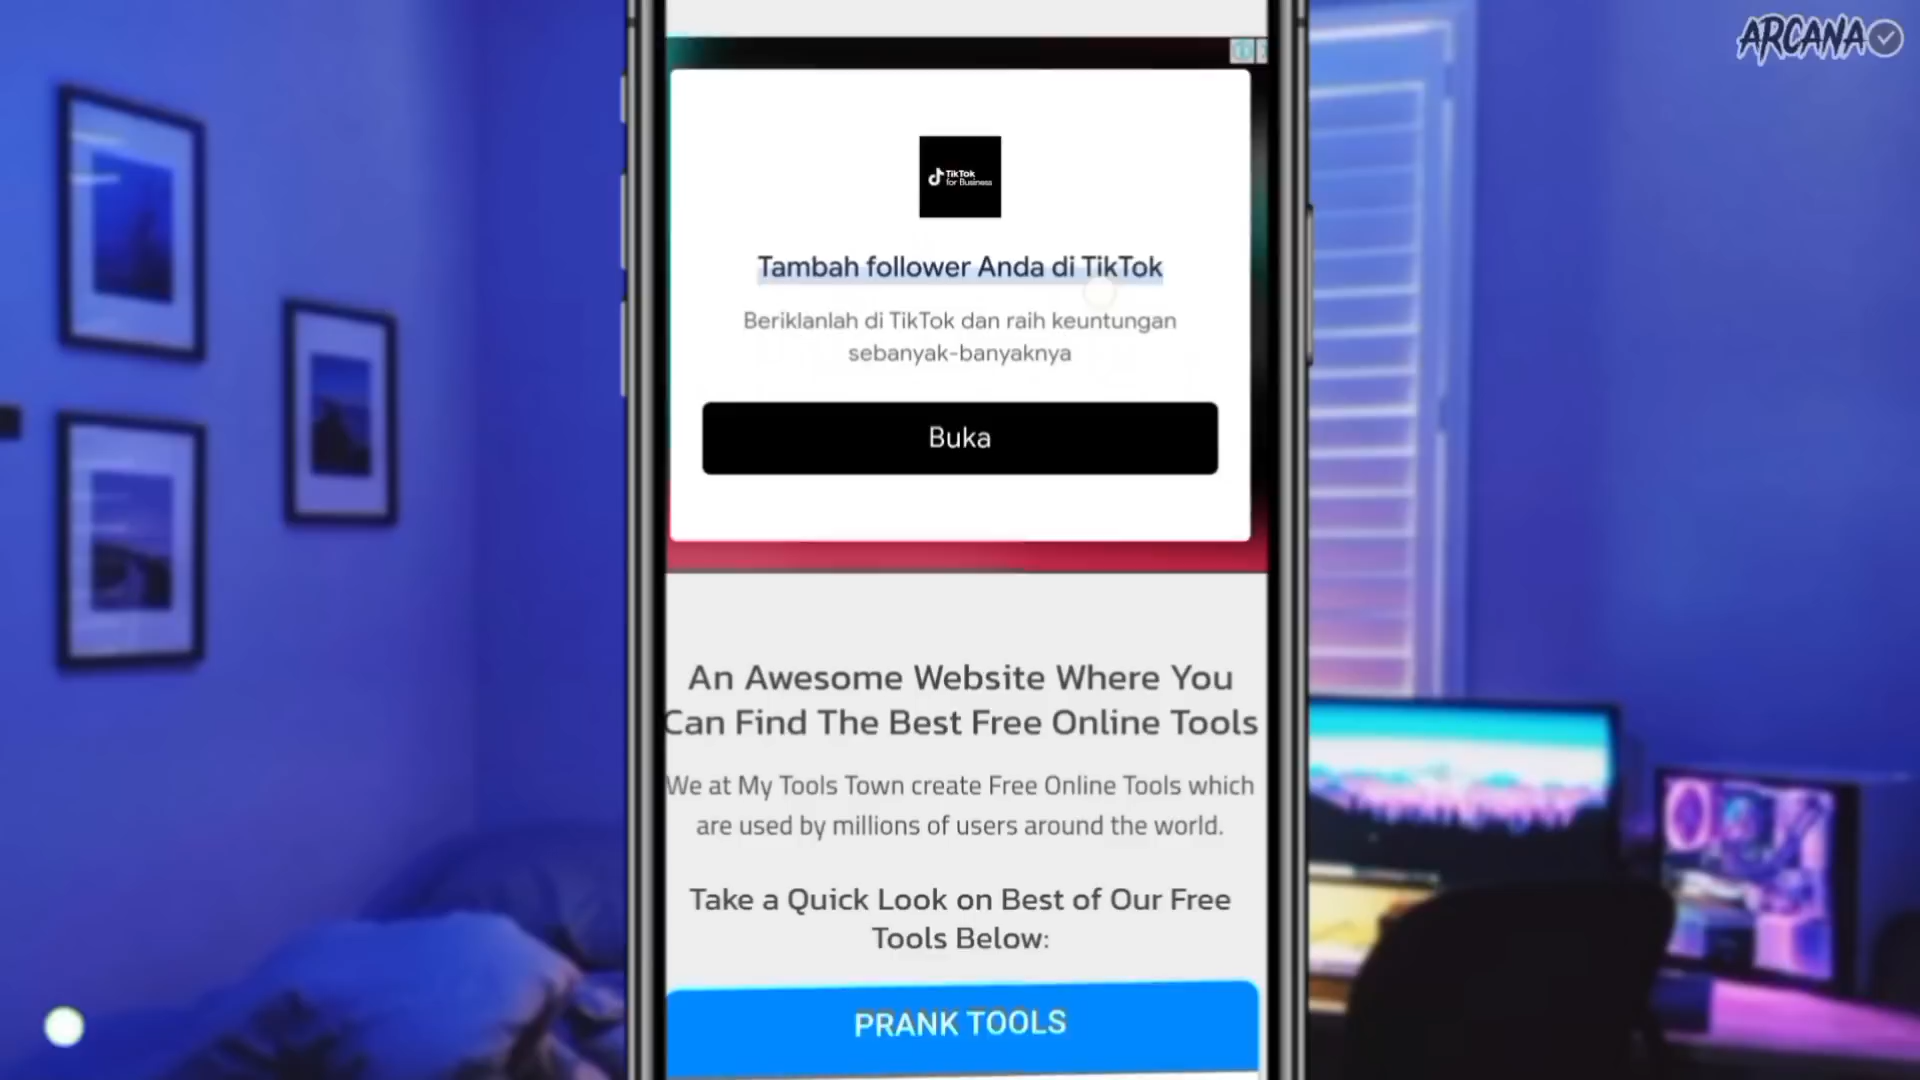 ARCANA
TikTok
for Business
Tambah follower Anda di TikTok
Beriklanlah di TikTok dan raih keuntungan
sebanyak-banyaknya
Buka
An Awesome Website Where You
Can Find The Best Free Online Tools
We at My Tools Town create Free Online Tools which
are used by millions of users around the world.
Take a Quick Look on Best of Our Free
Tools Below:
PRANK TOOLS